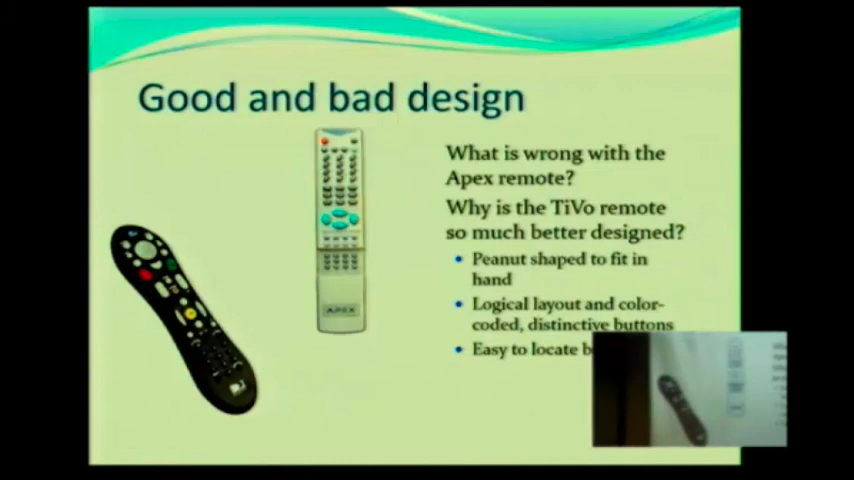 Good and bad design
What is wrong with the
Apex remote?
Why is the TiVo remote
so much better designed?
• Peanut shaped to fit in
hand
• Logical layout and color-
coded, distinctive buttons
• Easy to locate
APEX